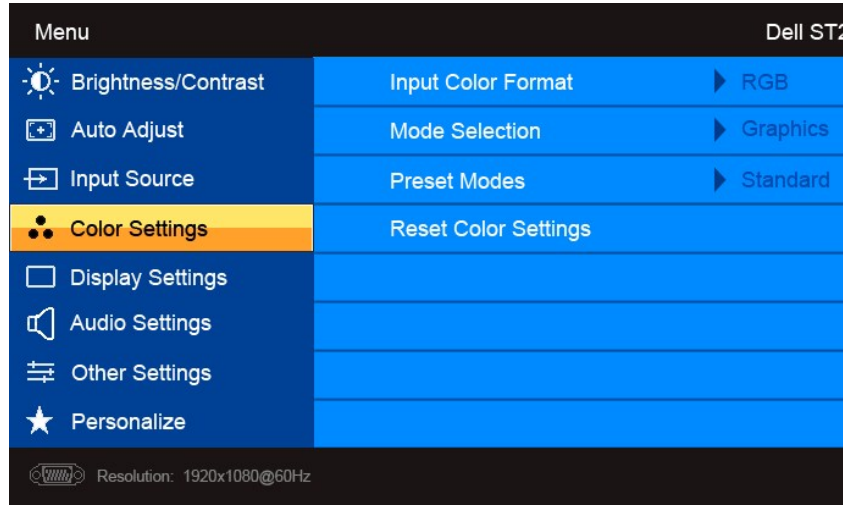 Menu
Dell ST2
Brightness/Contrast
Auto Adjust
Input Source
Color Settings
Display Settings
Audio Settings
Other Settings
Personalize
Input Color Format
RGB
Mode Selection
Graphics
Preset Modes
Standard
Reset Color Settings
Resolution: 1920x1080@60Hz